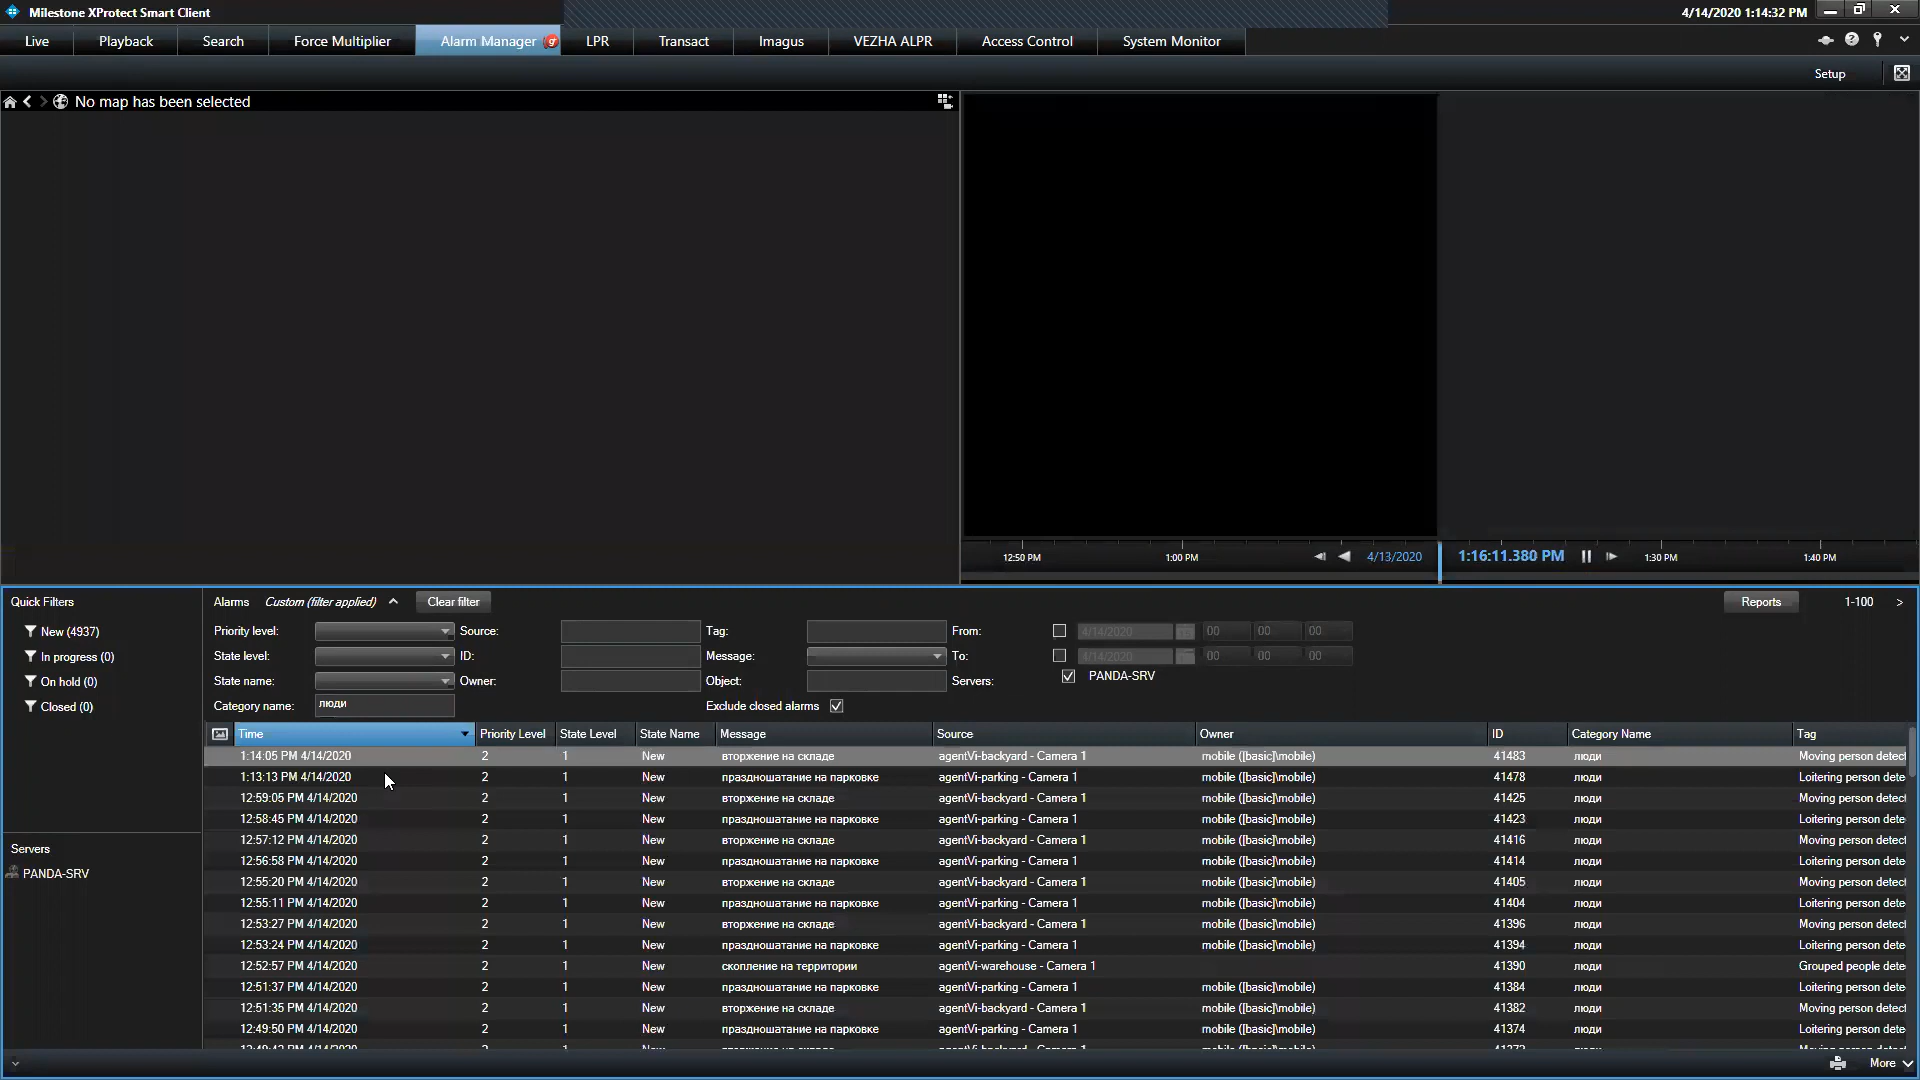 Milestone XProtect Smart Client
4/14/2020 1:14:32 PM
Live Playback Search Force Multiplier Alarm Manager LPR Transact Imagus VEZHA ALPR Access Control System Monitor
Setup
No map has been selected
12:50 PM 1:00 PM 4/13/2020 1:16:11.380 PM 1:30 PM 1:40 PM
Quick Filters
New (4937)
In progress (0)
On hold (0)
Closed (0)
Servers
PANDA-SRV
Alarms Custom (filter applied) Clear filter Reports 1-100 >
Priority level: Source: Tag: From: 4/14/2020 00 00 00
State level: ID: Message: To: 4/14/2020 00 00 00
State name: Owner: Object: Servers: PANDA-SRV
Category name: люди Exclude closed alarms
Time Priority Level State Level State Name Message Source Owner ID Category Name Tag
1:14:05 PM 4/14/2020 2 1 New вторжение на складе agentVi-backyard - Camera 1 mobile ([basic]\mobile) 41483 люди Moving person detect
1:13:13 PM 4/14/2020 2 1 New праздношатание на парковке agentVi-parking - Camera 1 mobile ([basic]\mobile) 41478 люди Loitering person dete
12:59:05 PM 4/14/2020 2 1 New вторжение на складе agentVi-backyard - Camera 1 mobile ([basic]\mobile) 41425 люди Moving person detect
12:58:45 PM 4/14/2020 2 1 New праздношатание на парковке agentVi-parking - Camera 1 mobile ([basic]\mobile) 41423 люди Loitering person dete
12:57:12 PM 4/14/2020 2 1 New вторжение на складе agentVi-backyard - Camera 1 mobile ([basic]\mobile) 41416 люди Moving person detect
12:56:58 PM 4/14/2020 2 1 New праздношатание на парковке agentVi-parking - Camera 1 mobile ([basic]\mobile) 41414 люди Loitering person dete
12:55:20 PM 4/14/2020 2 1 New вторжение на складе agentVi-backyard - Camera 1 mobile ([basic]\mobile) 41405 люди Moving person detect
12:55:11 PM 4/14/2020 2 1 New праздношатание на парковке agentVi-parking - Camera 1 mobile ([basic]\mobile) 41404 люди Loitering person dete
12:53:27 PM 4/14/2020 2 1 New вторжение на складе agentVi-backyard - Camera 1 mobile ([basic]\mobile) 41396 люди Moving person detect
12:53:24 PM 4/14/2020 2 1 New праздношатание на парковке agentVi-parking - Camera 1 mobile ([basic]\mobile) 41394 люди Loitering person dete
12:52:57 PM 4/14/2020 2 1 New скопление на территории agentVi-warehouse - Camera 1 41390 люди Grouped people dete
12:51:37 PM 4/14/2020 2 1 New праздношатание на парковке agentVi-parking - Camera 1 mobile ([basic]\mobile) 41384 люди Loitering person dete
12:51:35 PM 4/14/2020 2 1 New вторжение на складе agentVi-backyard - Camera 1 mobile ([basic]\mobile) 41382 люди Moving person detect
12:49:50 PM 4/14/2020 2 1 New праздношатание на парковке agentVi-parking - Camera 1 mobile ([basic]\mobile) 41374 люди Loitering person dete
More